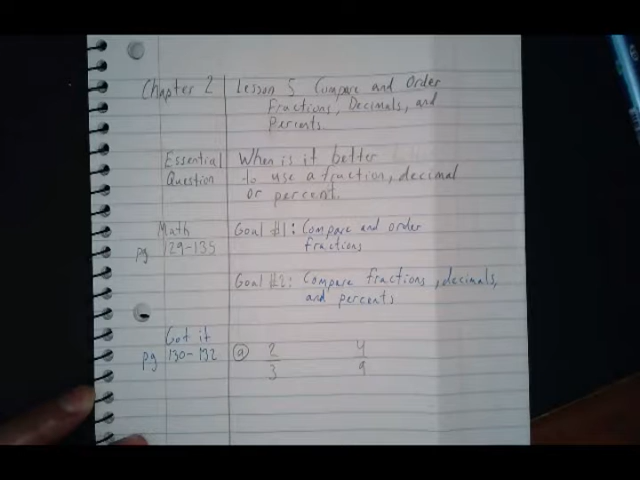 Chapter 2 Lesson 5 Compare and Order
Fractions, Decimals, and
Percents.
Essential When is it better
Question to use a fraction, decimal
or percent.
Math Goal #1: Compare and order
pg 129-135 fractions
Goal #2: Compare fractions, decimals,
and percents
Got it
pg 130-132 ⓐ 2 4
3 9